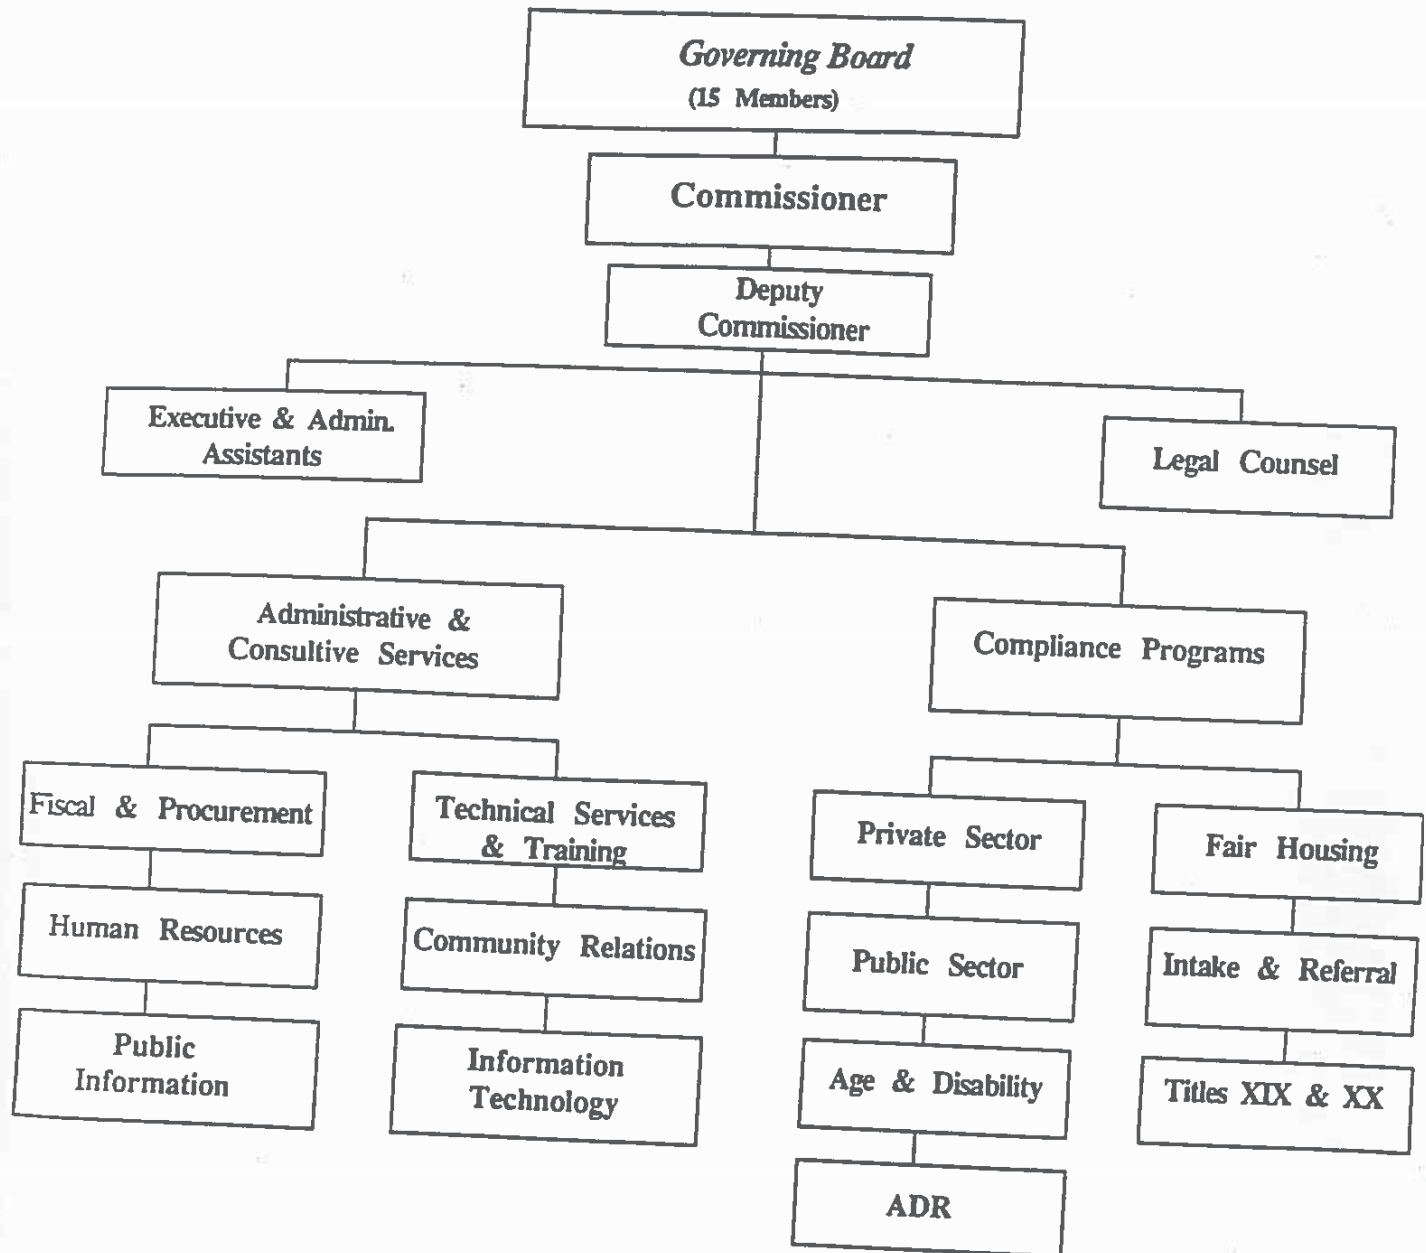 Governing Board
(15 Members)
Commissioner
Deputy
Commissioner
Executive & Admin.
Assistants
Legal Counsel
Administrative &
Consultive Services
Compliance Programs
Fiscal & Procurement
Technical Services
& Training
Private Sector
Fair Housing
Human Resources
Community Relations
Public Sector
Intake & Referral
Public
Information
Information
Technology
Age & Disability
Titles XIX & XX
ADR